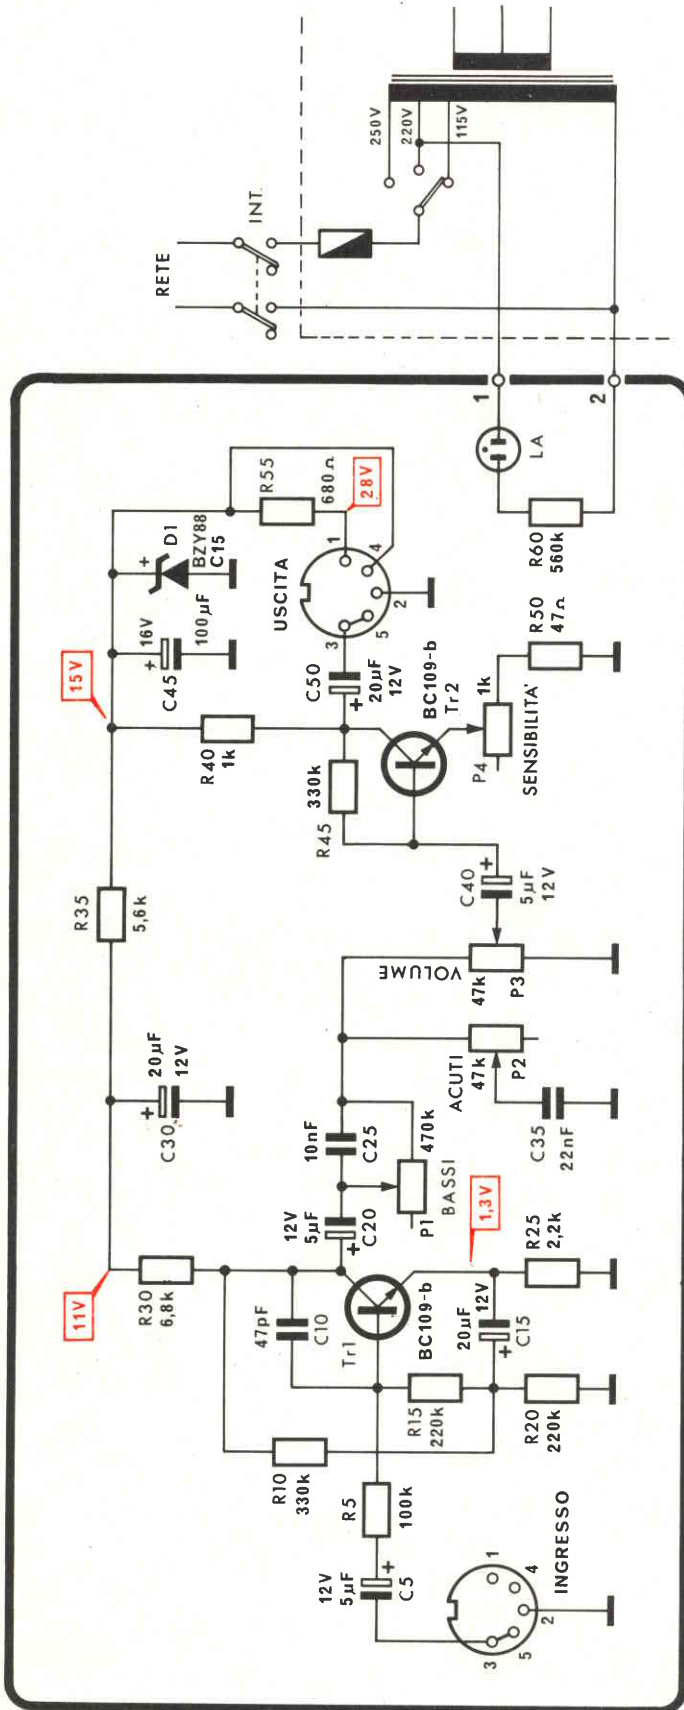 RETE
INT.
250V
220V
115V
1
2
LA
R60
560k
15V
16V
100µF
C45
D1
BZY88
C15
R55
680Ω
28V
USCITA
1
4
2
5
3
C50
20µF
12V
R40
1k
330k
R45
BC109-b
Tr2
P4
1k
SENSIBILITA'
R50
47Ω
R35
5,6k
C40
5µF
12V
VOLUME
47k
P3
ACUTI
47k
P2
C35
22nF
20µF
12V
C30
10nF
C25
470k
P1
BASSI
12V
5µF
C20
11V
R30
6,8k
47pF
C10
Tr1
BC109-b
1,3V
R25
2,2k
20µF
12V
C15
R15
220k
R20
220k
R10
330k
R5
100k
12V
5µF
C5
INGRESSO
3
5
2
4
1